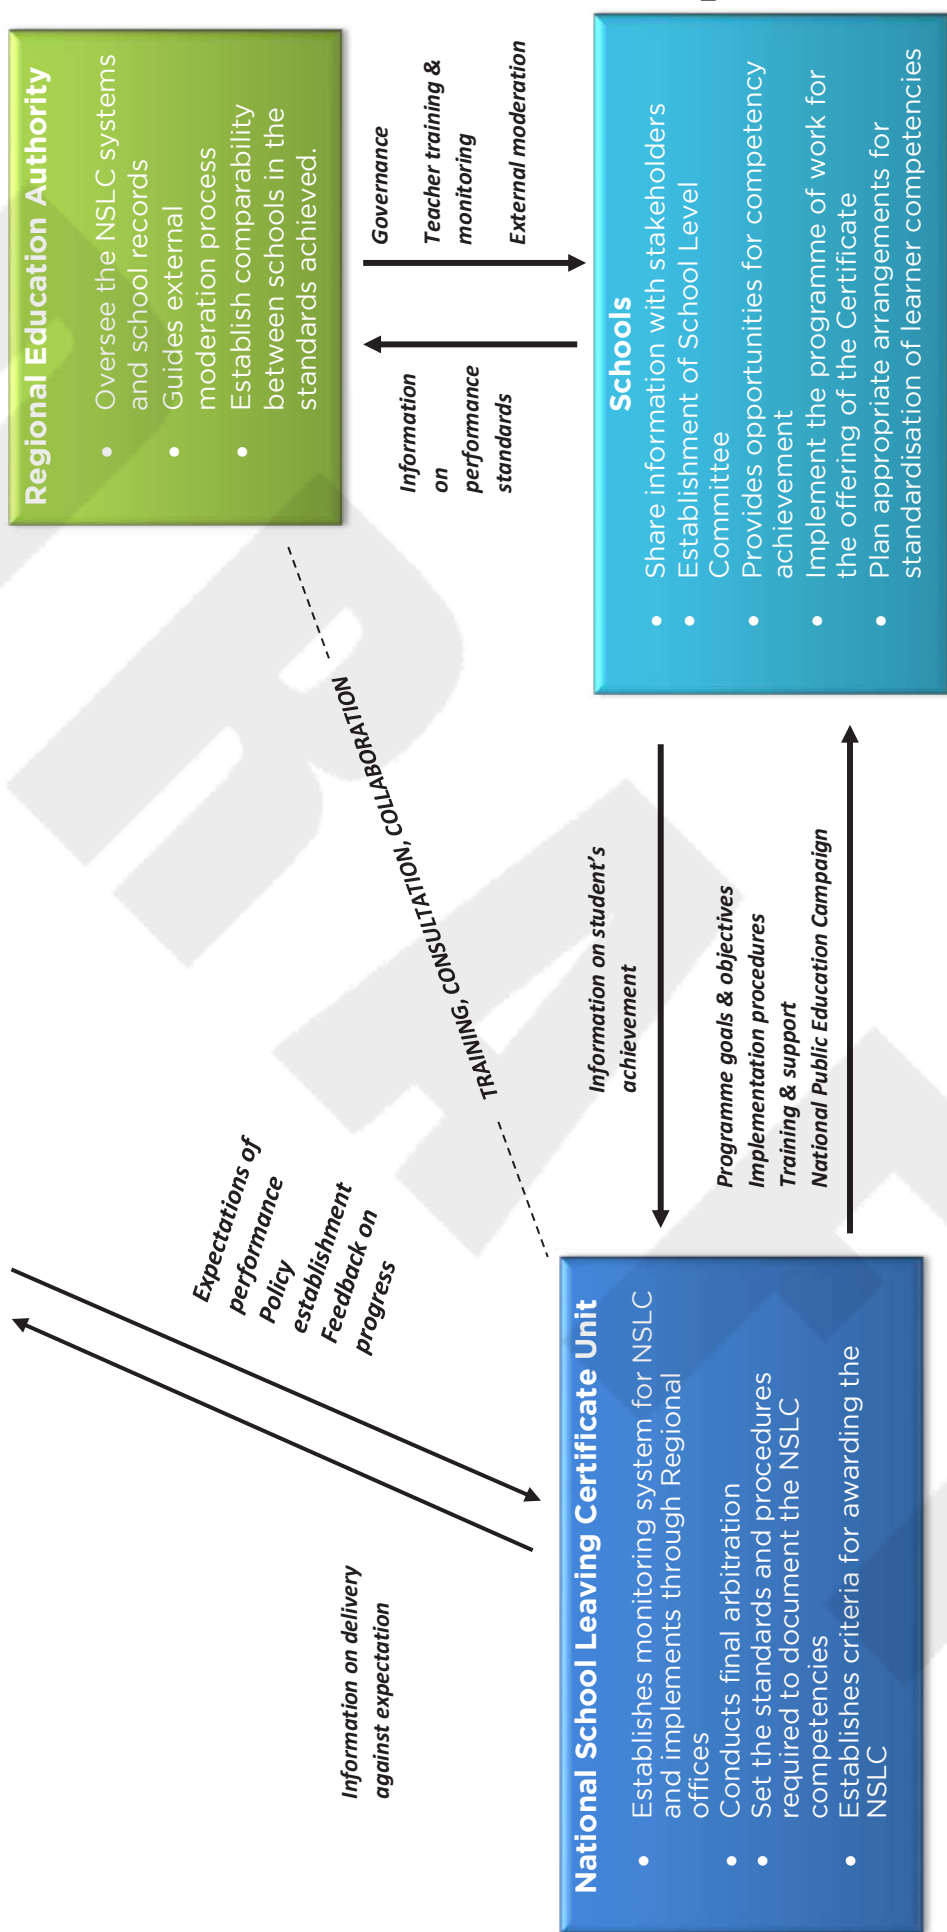 Information on delivery
against expectation
Expectations of
performance
Policy
establishment
Feedback on
progress
TRAINING, CONSULTATION, COLLABORATION
Regional Education Authority
• Oversee the NSLC systems
and school records
• Guides external
moderation process
• Establish comparability
between schools in the
standards achieved.
National School Leaving Certificate Unit
• Establishes monitoring system for NSLC
and implements through Regional
offices
• Conducts final arbitration
• Set the standards and procedures
required to document the NSLC
competencies
• Establishes criteria for awarding the
NSLC
Information on student's
achievement
Programme goals & objectives
Implementation procedures
Training & support
National Public Education Campaign
Information
on
performance
standards
Governance
Teacher training &
monitoring
External moderation
Schools
• Share information with stakeholders
• Establishment of School Level
Committee
• Provides opportunities for competency
achievement
• Implement the programme of work for
the offering of the Certificate
• Plan appropriate arrangements for
standardisation of learner competencies